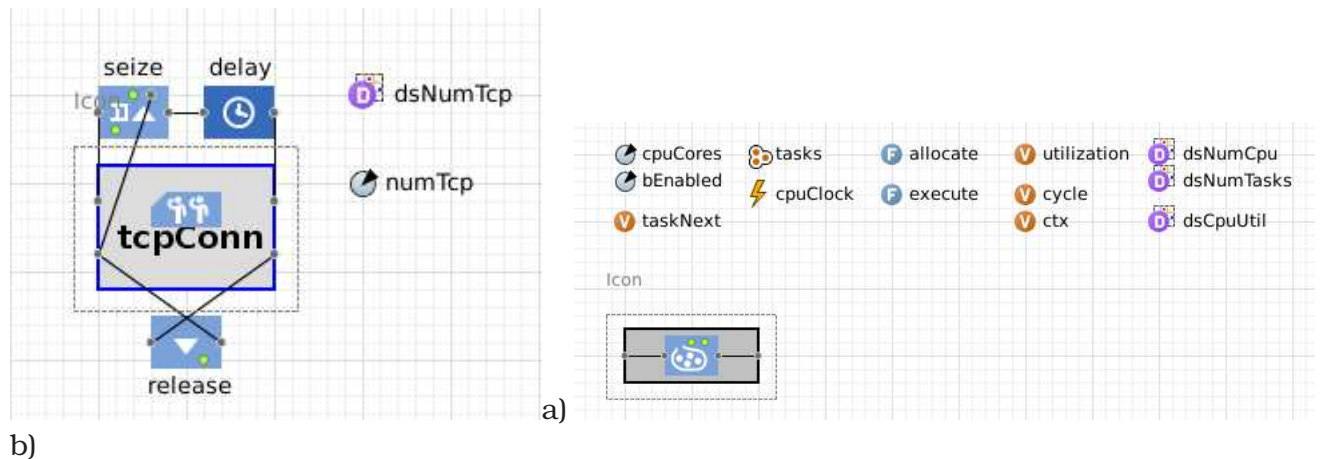 seize delay
Icon
dsNumTcp
numTcp
tcpConn
release
a)
cpuCores tasks allocate utilization dsNumCpu
bEnabled cpuClock execute cycle dsNumTasks
taskNext ctx dsCpuUtil
Icon
b)